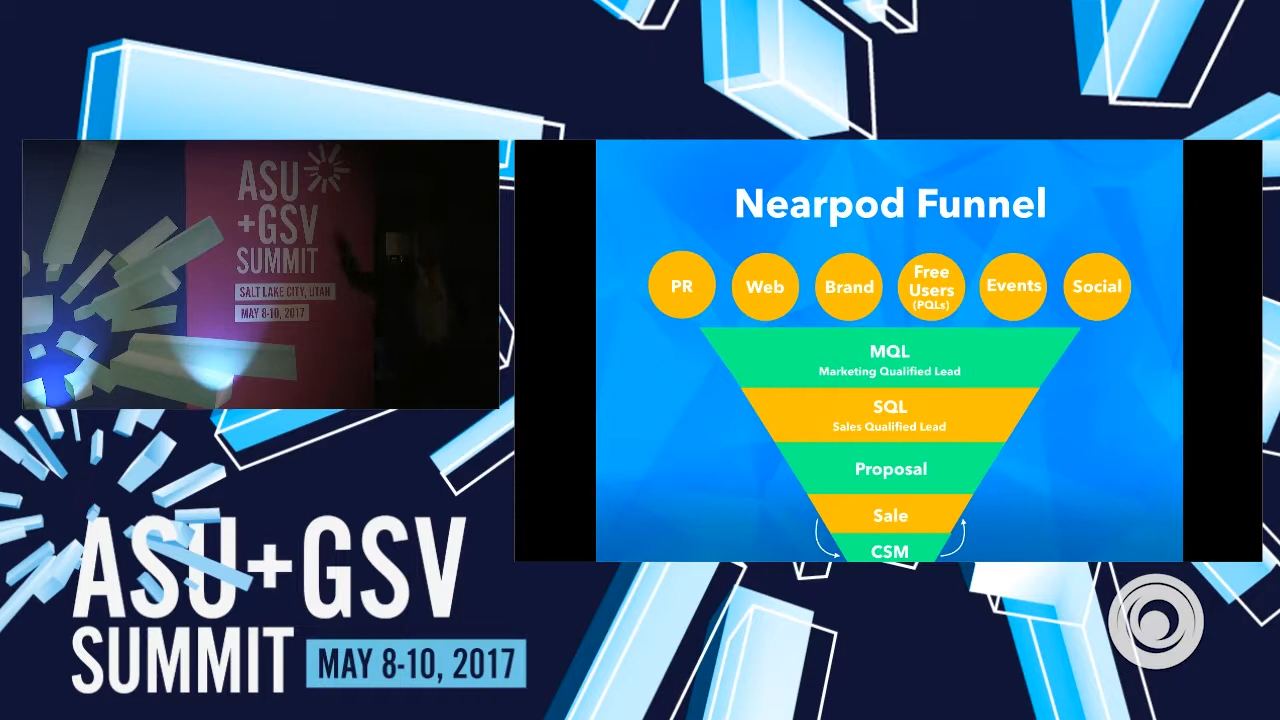 ASU
+GSV
SUMMIT
SALT LAKE CITY, UTAH
MAY 8-10, 2017
Nearpod Funnel
PR
Web
Brand
Free
Users
(PQLs)
Events
Social
MQL
Marketing Qualified Lead
SQL
Sales Qualified Lead
Proposal
Sale
CSM
ASU+GSV
SUMMIT
MAY 8-10, 2017